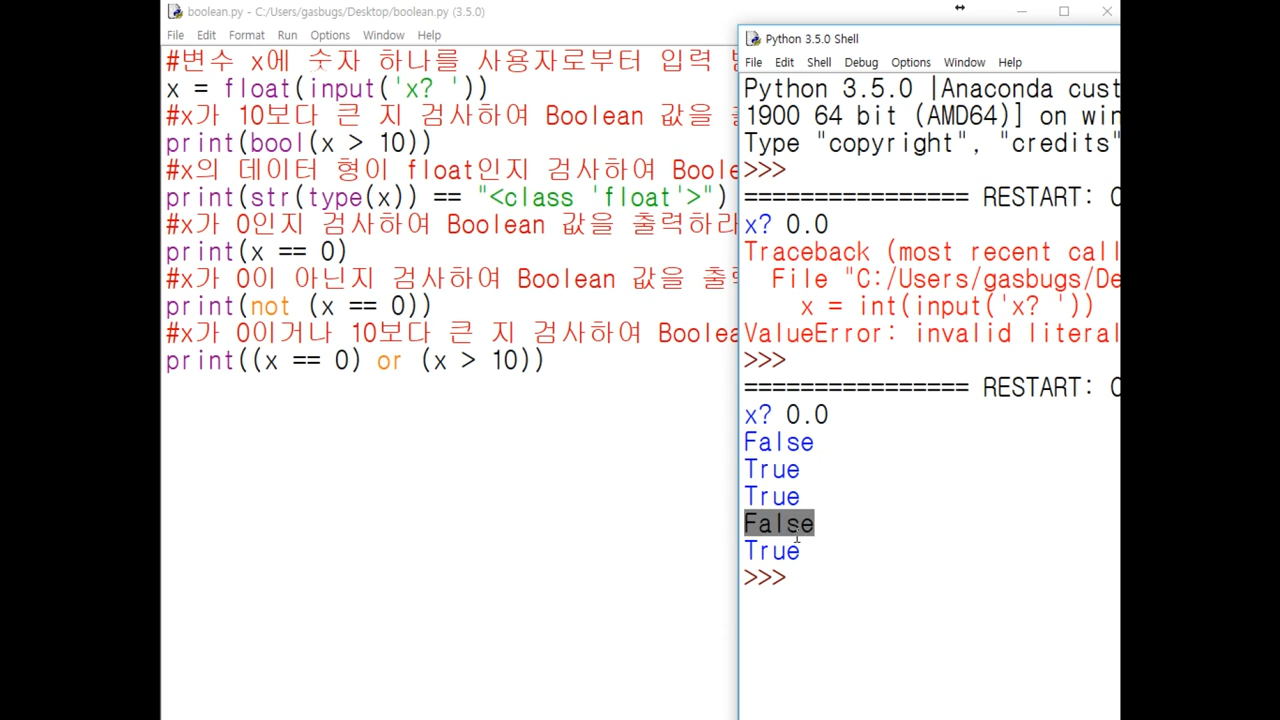 boolean.py - C:/Users/gasbugs/Desktop/boolean.py (3.5.0)
File Edit Format Run Options Window Help
#변수 x에 숫자 하나를 사용자로부터 입력
x = float(input('x? '))
#x가 10보다 큰 지 검사하여 Boolean 값을
print(bool(x > 10))
#x의 데이터 형이 float인지 검사하여 Boole
print(str(type(x)) == "<class 'float'>")
#x가 0인지 검사하여 Boolean 값을 출력하라
print(x == 0)
#x가 0이 아닌지 검사하여 Boolean 값을 출
print(not (x == 0))
#x가 0이거나 10보다 큰 지 검사하여 Boolea
print((x == 0) or (x > 10))
Python 3.5.0 Shell
File Edit Shell Debug Options Window Help
Python 3.5.0 |Anaconda cust
1900 64 bit (AMD64)] on win
Type "copyright", "credits"
>>>
================ RESTART: C
x? 0.0
Traceback (most recent call
File "C:/Users/gasbugs/De
x = int(input('x? '))
ValueError: invalid literal
>>>
================ RESTART: C
x? 0.0
False
True
True
False
True
>>>